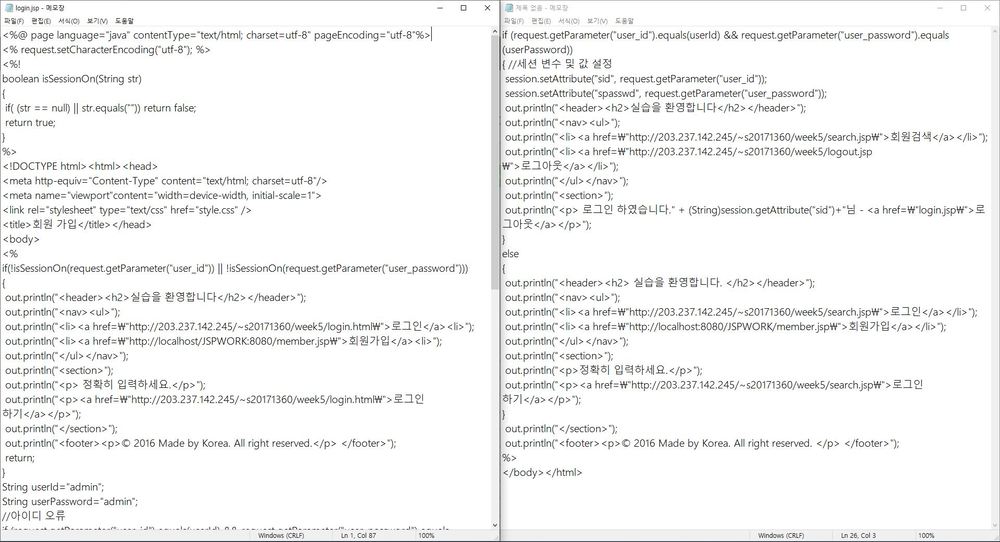 login.jsp - 메모장
파일(F) 편집(E) 서식(O) 보기(V) 도움말
<%@ page language="java" contentType="text/html; charset=utf-8" pageEncoding="utf-8"%>
<% request.setCharacterEncoding("utf-8"); %>
<%!
boolean isSessionOn(String str)
{
if( (str == null) || str.equals("")) return false;
return true;
}
%>
<!DOCTYPE html><html><head>
<meta http-equiv="Content-Type" content="text/html; charset=utf-8"/>
<meta name="viewport"content="width=device-width, initial-scale=1">
<link rel="stylesheet" type="text/css" href="style.css" />
<title>회원 가입</title></head>
<body>
<%
if(!isSessionOn(request.getParameter("user_id")) || !isSessionOn(request.getParameter("user_password")))
{
out.println("<header><h2>실습을 환영합니다</h2></header>");
out.println("<nav><ul>");
out.println("<li><a href=₩"http://203.237.142.245/~s20171360/week5/login.html₩">로그인</a><li>");
out.println("<li><a href=₩"http://localhost/JSPWORK:8080/member.jsp₩">회원가입</a><li>");
out.println("</ul></nav>");
out.println("<section>");
out.println("<p> 정확히 입력하세요.</p>");
out.println("<p><a href=₩"http://203.237.142.245/~s20171360/week5/login.html₩">로그인
하기</a></p>");
out.println("</section>");
out.println("<footer><p>© 2016 Made by Korea. All right reserved.</p> </footer>");
return;
}
String userId="admin";
String userPassword="admin";
//아이디 오류
if (request.getParameter("user_id").equals(userId) && request.getParameter("user_password").equals
Windows (CRLF) Ln 1, Col 87 100%
제목 없음 - 메모장
파일(F) 편집(E) 서식(O) 보기(V) 도움말
if (request.getParameter("user_id").equals(userId) && request.getParameter("user_password").equals
(userPassword))
{ //세션 변수 및 값 설정
session.setAttribute("sid", request.getParameter("user_id"));
session.setAttribute("spasswd", request.getParameter("user_password"));
out.println("<header><h2>실습을 환영합니다</h2></header>");
out.println("<nav><ul>");
out.println("<li><a href=₩"http://203.237.142.245/~s20171360/week5/search.jsp₩">회원검색</a></li>");
out.println("<li><a href=₩"http://203.237.142.245/~s20171360/week5/logout.jsp
₩">로그아웃</a></li>");
out.println("</ul></nav>");
out.println("<section>");
out.println("<p> 로그인 하였습니다." + (String)session.getAttribute("sid")+"님 - <a href=₩"login.jsp₩">로
그아웃</a></p>");
}
else
{
out.println("<header><h2> 실습을 환영합니다. </h2></header>");
out.println("<nav><ul>");
out.println("<li><a href=₩"http://203.237.142.245/~s20171360/week5/search.jsp₩">로그인</a></li>");
out.println("<li><a href=₩"http://localhost:8080/JSPWORK/member.jsp₩">회원가입</a></li>");
out.println("</ul></nav>");
out.println("<section>");
out.println("<p>정확히 입력하세요.</p>");
out.println("<p><a href=₩"http://203.237.142.245/~s20171360/week5/search.jsp₩">로그인
하기</a></p>");
}
out.println("</section>");
out.println("<footer><p>© 2016 Made by Korea. All right reserved. </p> </footer>");
%>
</body></html>
Windows (CRLF) Ln 26, Col 3 100%